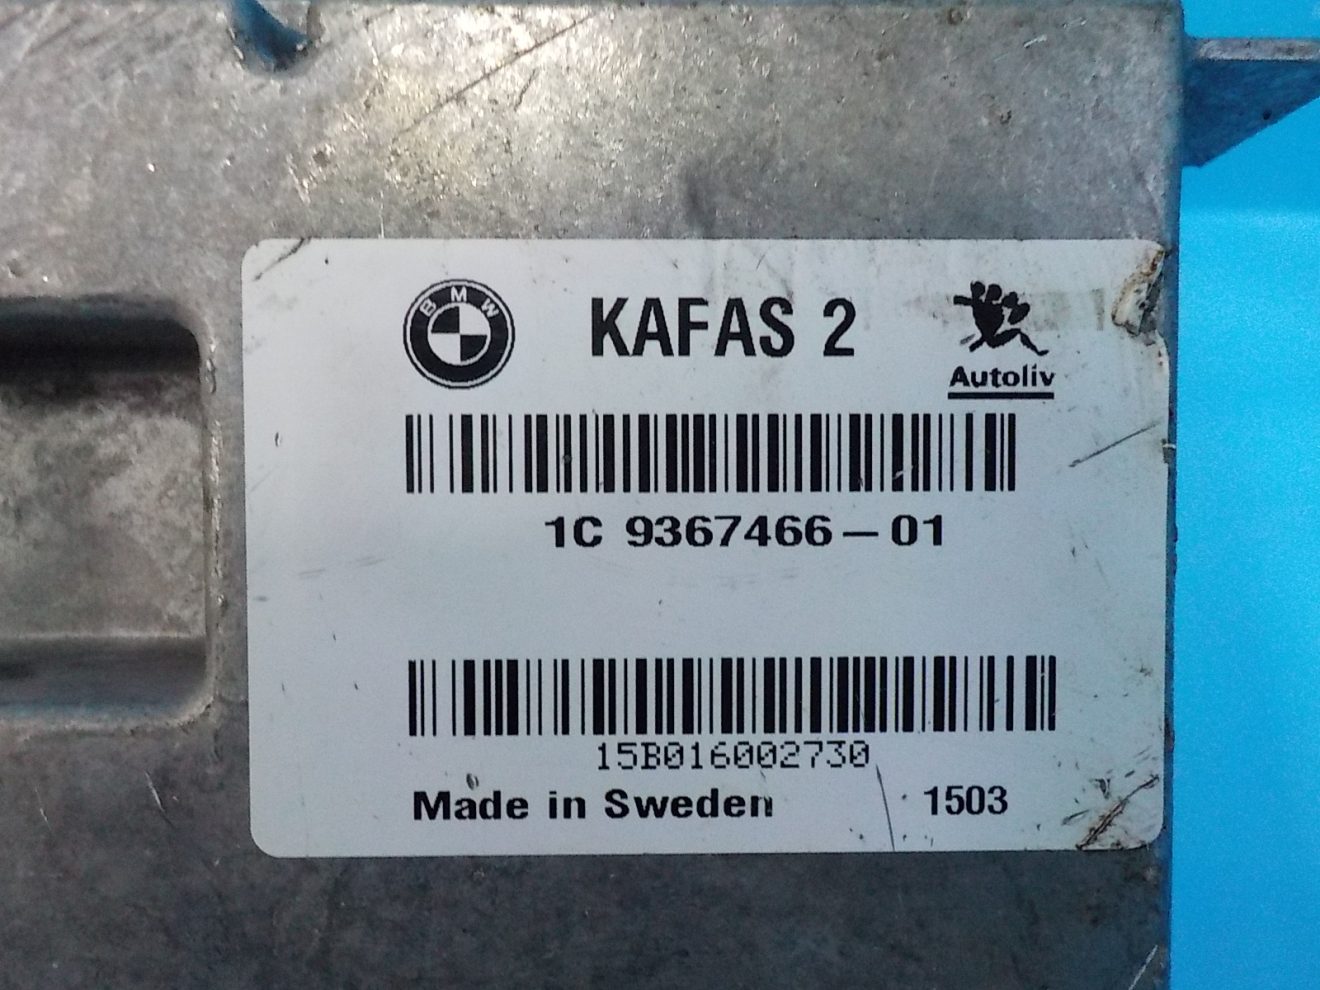 BMW KAFAS 2 Autoliv
1C 9367466-01
15B016002730
Made in Sweden 1503